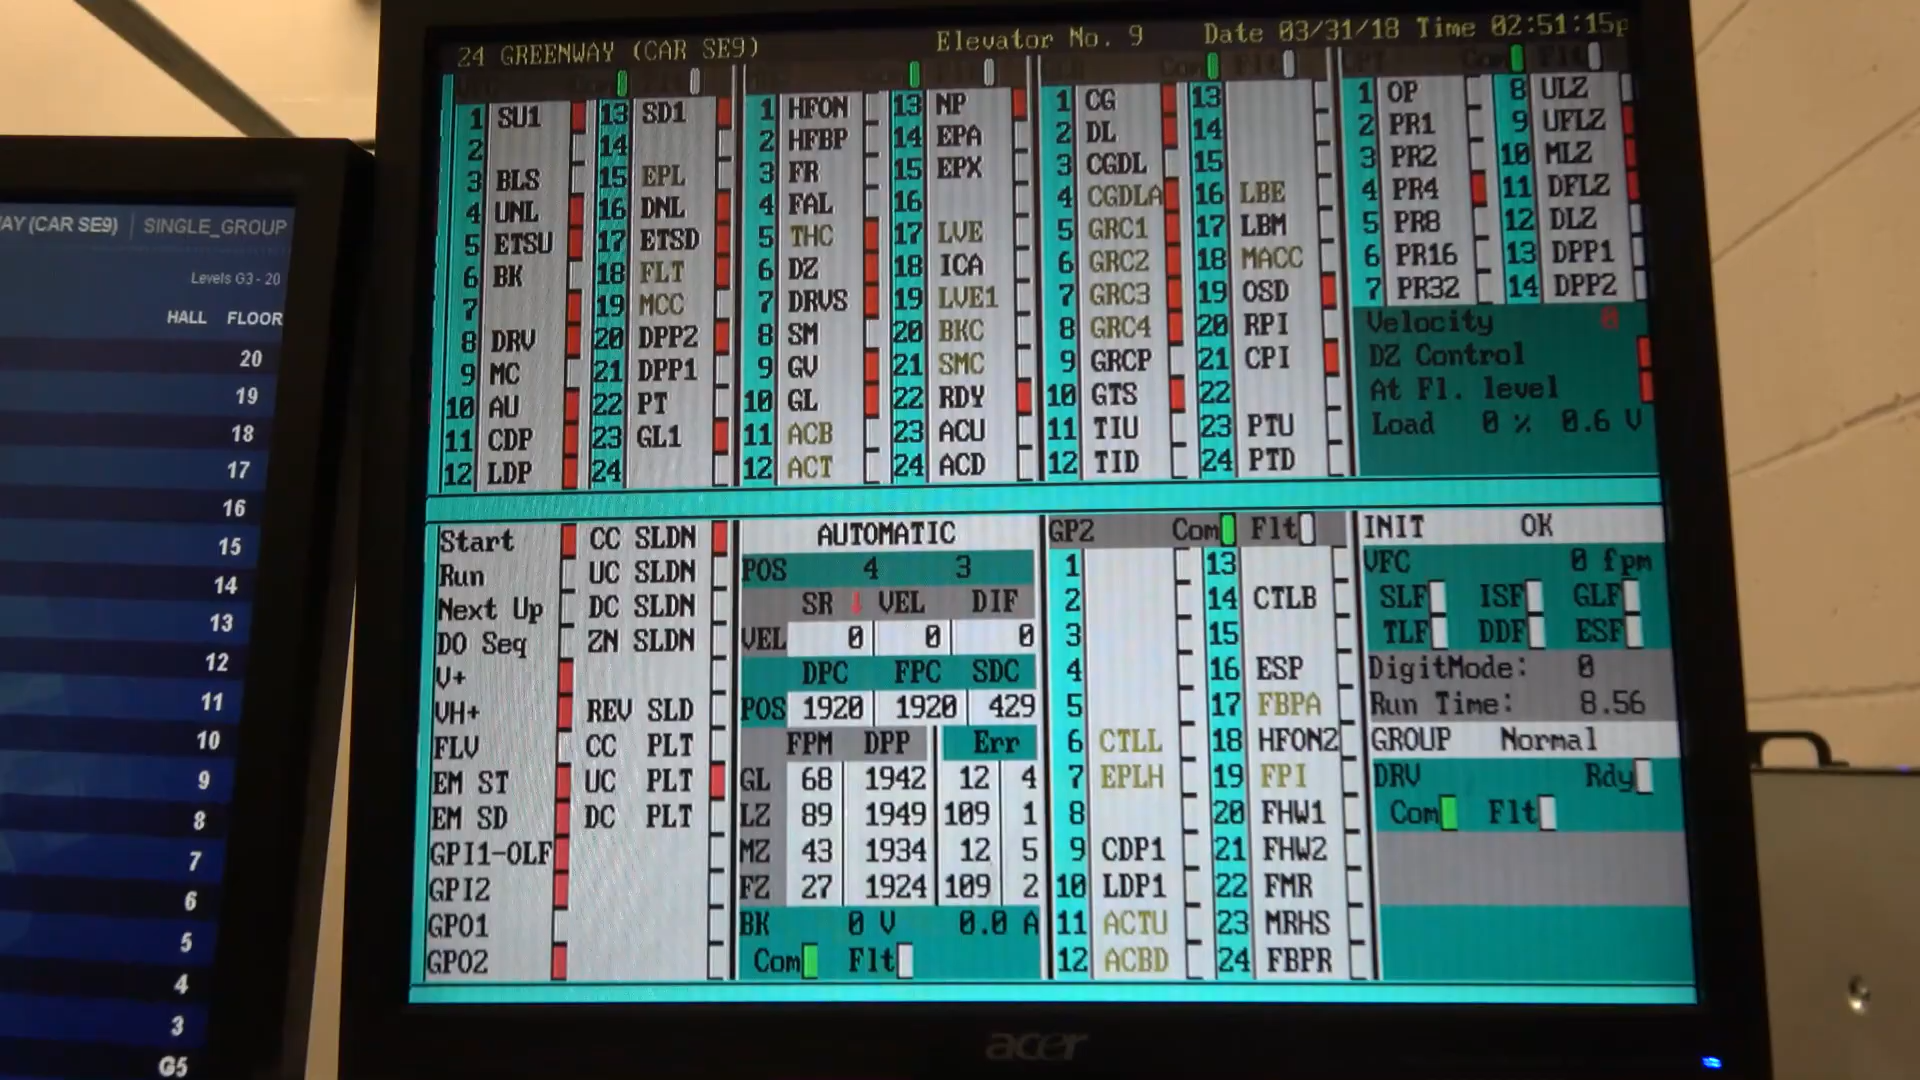 24 GREENWAY (CAR SE9) Elevator No. 9 Date 03/31/18 Time 02:51:15p
Com Flt Com Flt
1 SU1 13 SD1
2 14
3 BLS 15 EPL
4 UNL 16 DNL
5 ETSU 17 ETSD
6 BK 18 FLT
7 19 MCC
8 DRV 20 DPP2
9 MC 21 DPP1
10 AU 22 PT
11 CDP 23 GL1
12 LDP 24
1 HFON 13 NP
2 HFBP 14 EPA
3 FR 15 EPX
4 FAL 16
5 THC 17 LVE
6 DZ 18 ICA
7 DRVS 19 LVE1
8 SM 20 BKC
9 GV 21 SMC
10 GL 22 RDY
11 ACB 23 ACU
12 ACT 24 ACD
1 CG 13
2 DL 14
3 CGDL 15
4 CGDLA 16 LBE
5 GRC1 17 LBM
6 GRC2 18 MACC
7 GRC3 19 OSD
8 GRC4 20 RPI
9 GRCP 21 CPI
10 GTS 22
11 TIU 23 PTU
12 TID 24 PTD
1 OP 8 ULZ
2 PR1 9 UFLZ
3 PR2 10 MLZ
4 PR4 11 DFLZ
5 PR8 12 DLZ
6 PR16 13 DPP1
7 PR32 14 DPP2
Velocity 0
DZ Control
At Fl. level
Load 0 % 0.6 V
Start CC SLDN
Run UC SLDN
Next Up DC SLDN
DO Seq ZN SLDN
V+
VH+ REV SLD
FLV CC PLT
EM ST UC PLT
EM SD DC PLT
GPI1-OLF
GPI2
GPO1
GPO2
AUTOMATIC
POS 4 3
SR ↓ VEL DIF
VEL 0 0 0
DPC FPC SDC
POS 1920 1920 429
FPM DPP Err
GL 68 1942 12 4
LZ 89 1949 109 1
MZ 43 1934 12 5
FZ 27 1924 109 2
BK 0 V 0.0 A
Com Flt
GP2 Com Flt
1 13
2 14 CTLB
3 15
4 16 ESP
5 17 FBPA
6 CTLL 18 HFON2
7 EPLH 19 FPI
8 20 FHW1
9 CDP1 21 FHW2
10 LDP1 22 FMR
11 ACTU 23 MRHS
12 ACBD 24 FBPR
INIT OK
VFC 0 fpm
SLF ISF GLF
TLF DDF ESF
DigitMode: 0
Run Time: 8.56
GROUP Normal
DRV Rdy
Com Flt
acer
AY (CAR SE9) | SINGLE_GROUP
Levels G3 - 20
HALL FLOOR
20
19
18
17
16
15
14
13
12
11
10
9
8
7
6
5
4
3
G5